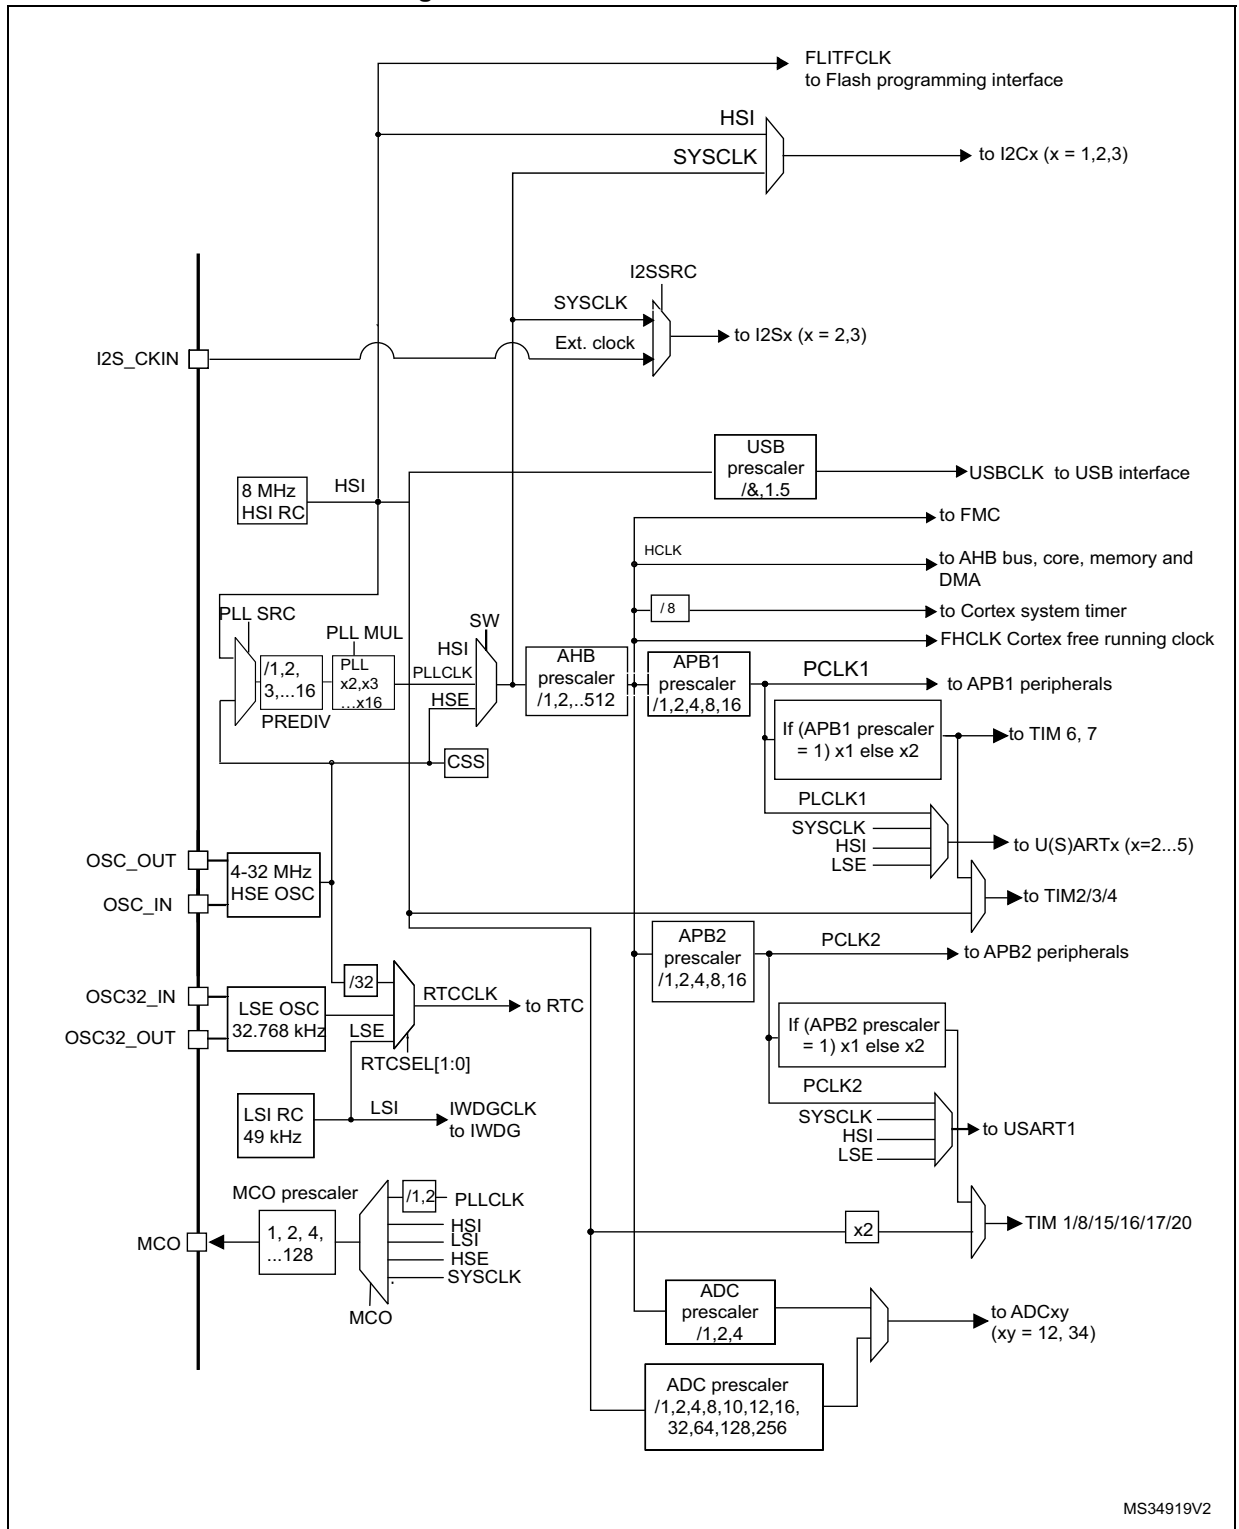 FLITFCLK
to Flash programming interface
HSI
SYSCLK
to I2Cx (x = 1,2,3)
I2SSRC
SYSCLK
to I2Sx (x = 2,3)
Ext. clock
I2S_CKIN
USB
prescaler
/&,1.5
USBCLK to USB interface
8 MHz
HSI RC
HSI
to FMC
HCLK
to AHB bus, core, memory and
DMA
/ 8
to Cortex system timer
FHCLK Cortex free running clock
PLL SRC
PLL MUL
SW
HSI
PLLCLK
HSE
/1,2,
3,...16
PREDIV
PLL
x2,x3
...x16
AHB
prescaler
/1,2,..512
APB1
prescaler
/1,2,4,8,16
PCLK1
to APB1 peripherals
If (APB1 prescaler
= 1) x1 else x2
to TIM 6, 7
CSS
PLCLK1
SYSCLK
HSI
LSE
to U(S)ARTx (x=2...5)
OSC_OUT
OSC_IN
4-32 MHz
HSE OSC
to TIM2/3/4
APB2
prescaler
/1,2,4,8,16
PCLK2
to APB2 peripherals
/32
OSC32_IN
OSC32_OUT
LSE OSC
32.768 kHz
RTCCLK
to RTC
LSE
RTCSEL[1:0]
If (APB2 prescaler
= 1) x1 else x2
PCLK2
SYSCLK
HSI
LSE
to USART1
LSI RC
49 kHz
LSI
IWDGCLK
to IWDG
MCO prescaler
/1,2
PLLCLK
HSI
LSI
HSE
SYSCLK
MCO
1, 2, 4,
...128
MCO
x2
TIM 1/8/15/16/17/20
ADC
prescaler
/1,2,4
to ADCxy
(xy = 12, 34)
ADC prescaler
/1,2,4,8,10,12,16,
32,64,128,256
MS34919V2